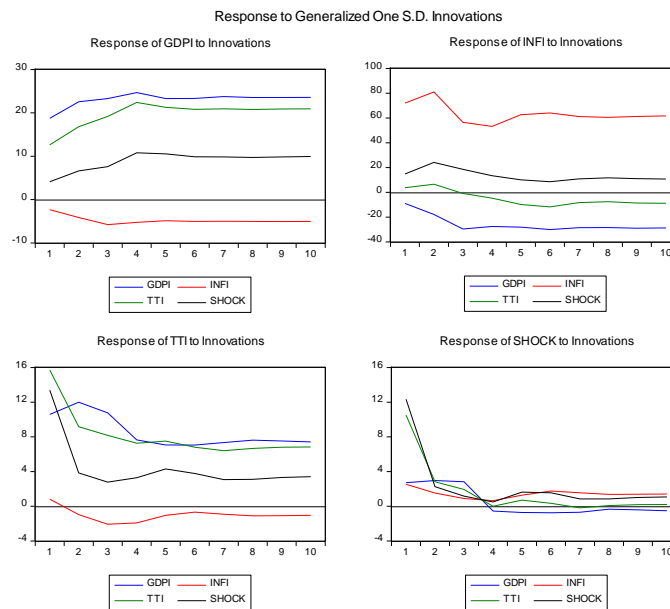 Response to Generalized One S.D. Innovations
Response of GDPI to Innovations
30
20
10
0
-10
1 2 3 4 5 6 7 8 9 10
GDPI INFI
TTI SHOCK
Response of INFI to Innovations
100
80
60
40
20
0
-20
-40
1 2 3 4 5 6 7 8 9 10
GDPI INFI
TTI SHOCK
Response of TTI to Innovations
16
12
8
4
0
-4
1 2 3 4 5 6 7 8 9 10
GDPI INFI
TTI SHOCK
Response of SHOCK to Innovations
16
12
8
4
0
-4
1 2 3 4 5 6 7 8 9 10
GDPI INFI
TTI SHOCK